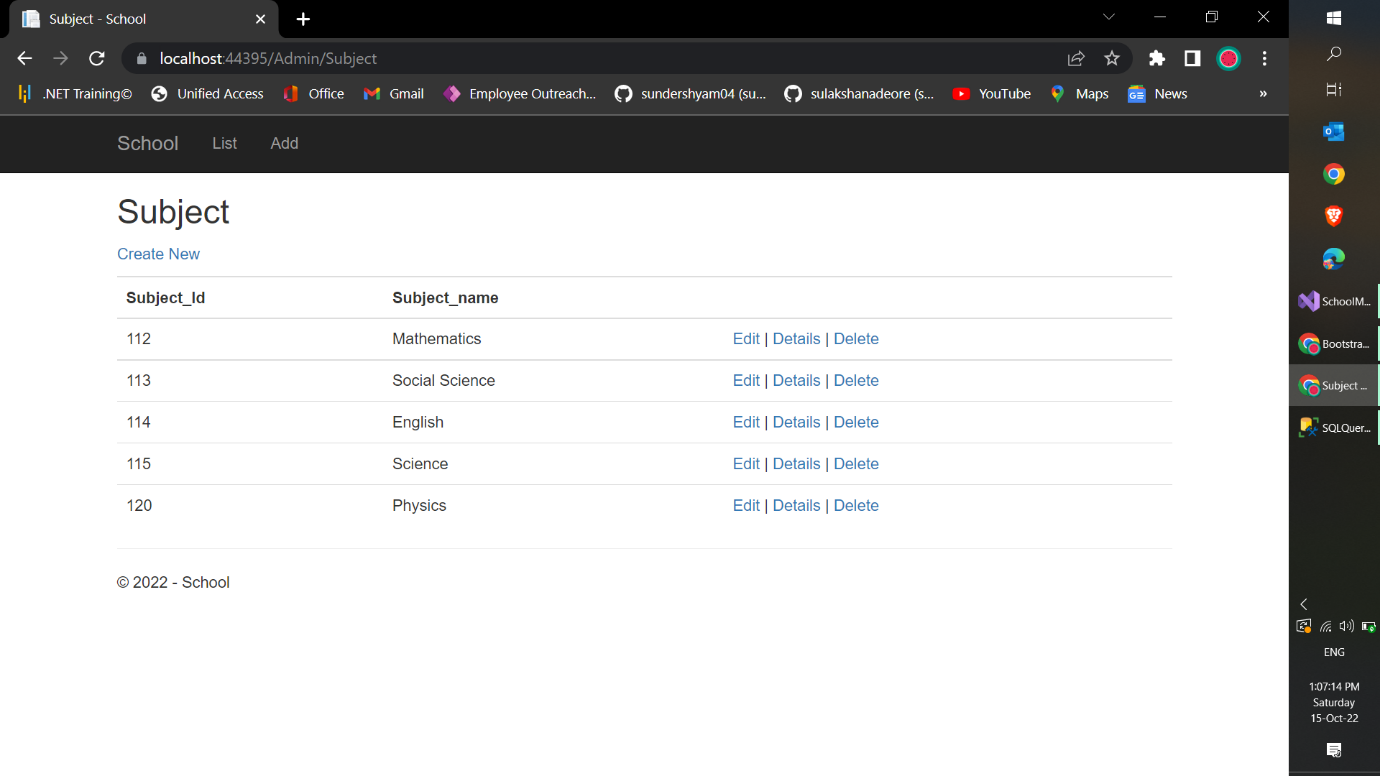 Subject - School
localhost:44395/Admin/Subject
.NET Training© Unified Access Office Gmail Employee Outreach... sundershyam04 (su... sulakshanadeore (s... YouTube Maps News »
School List Add
Subject
Create New
Subject_Id Subject_name
112 Mathematics Edit | Details | Delete
113 Social Science Edit | Details | Delete
114 English Edit | Details | Delete
115 Science Edit | Details | Delete
120 Physics Edit | Details | Delete
© 2022 - School
SchoolM...
Bootstra...
Subject ...
SQLQuer...
ENG
1:07:14 PM
Saturday
15-Oct-22